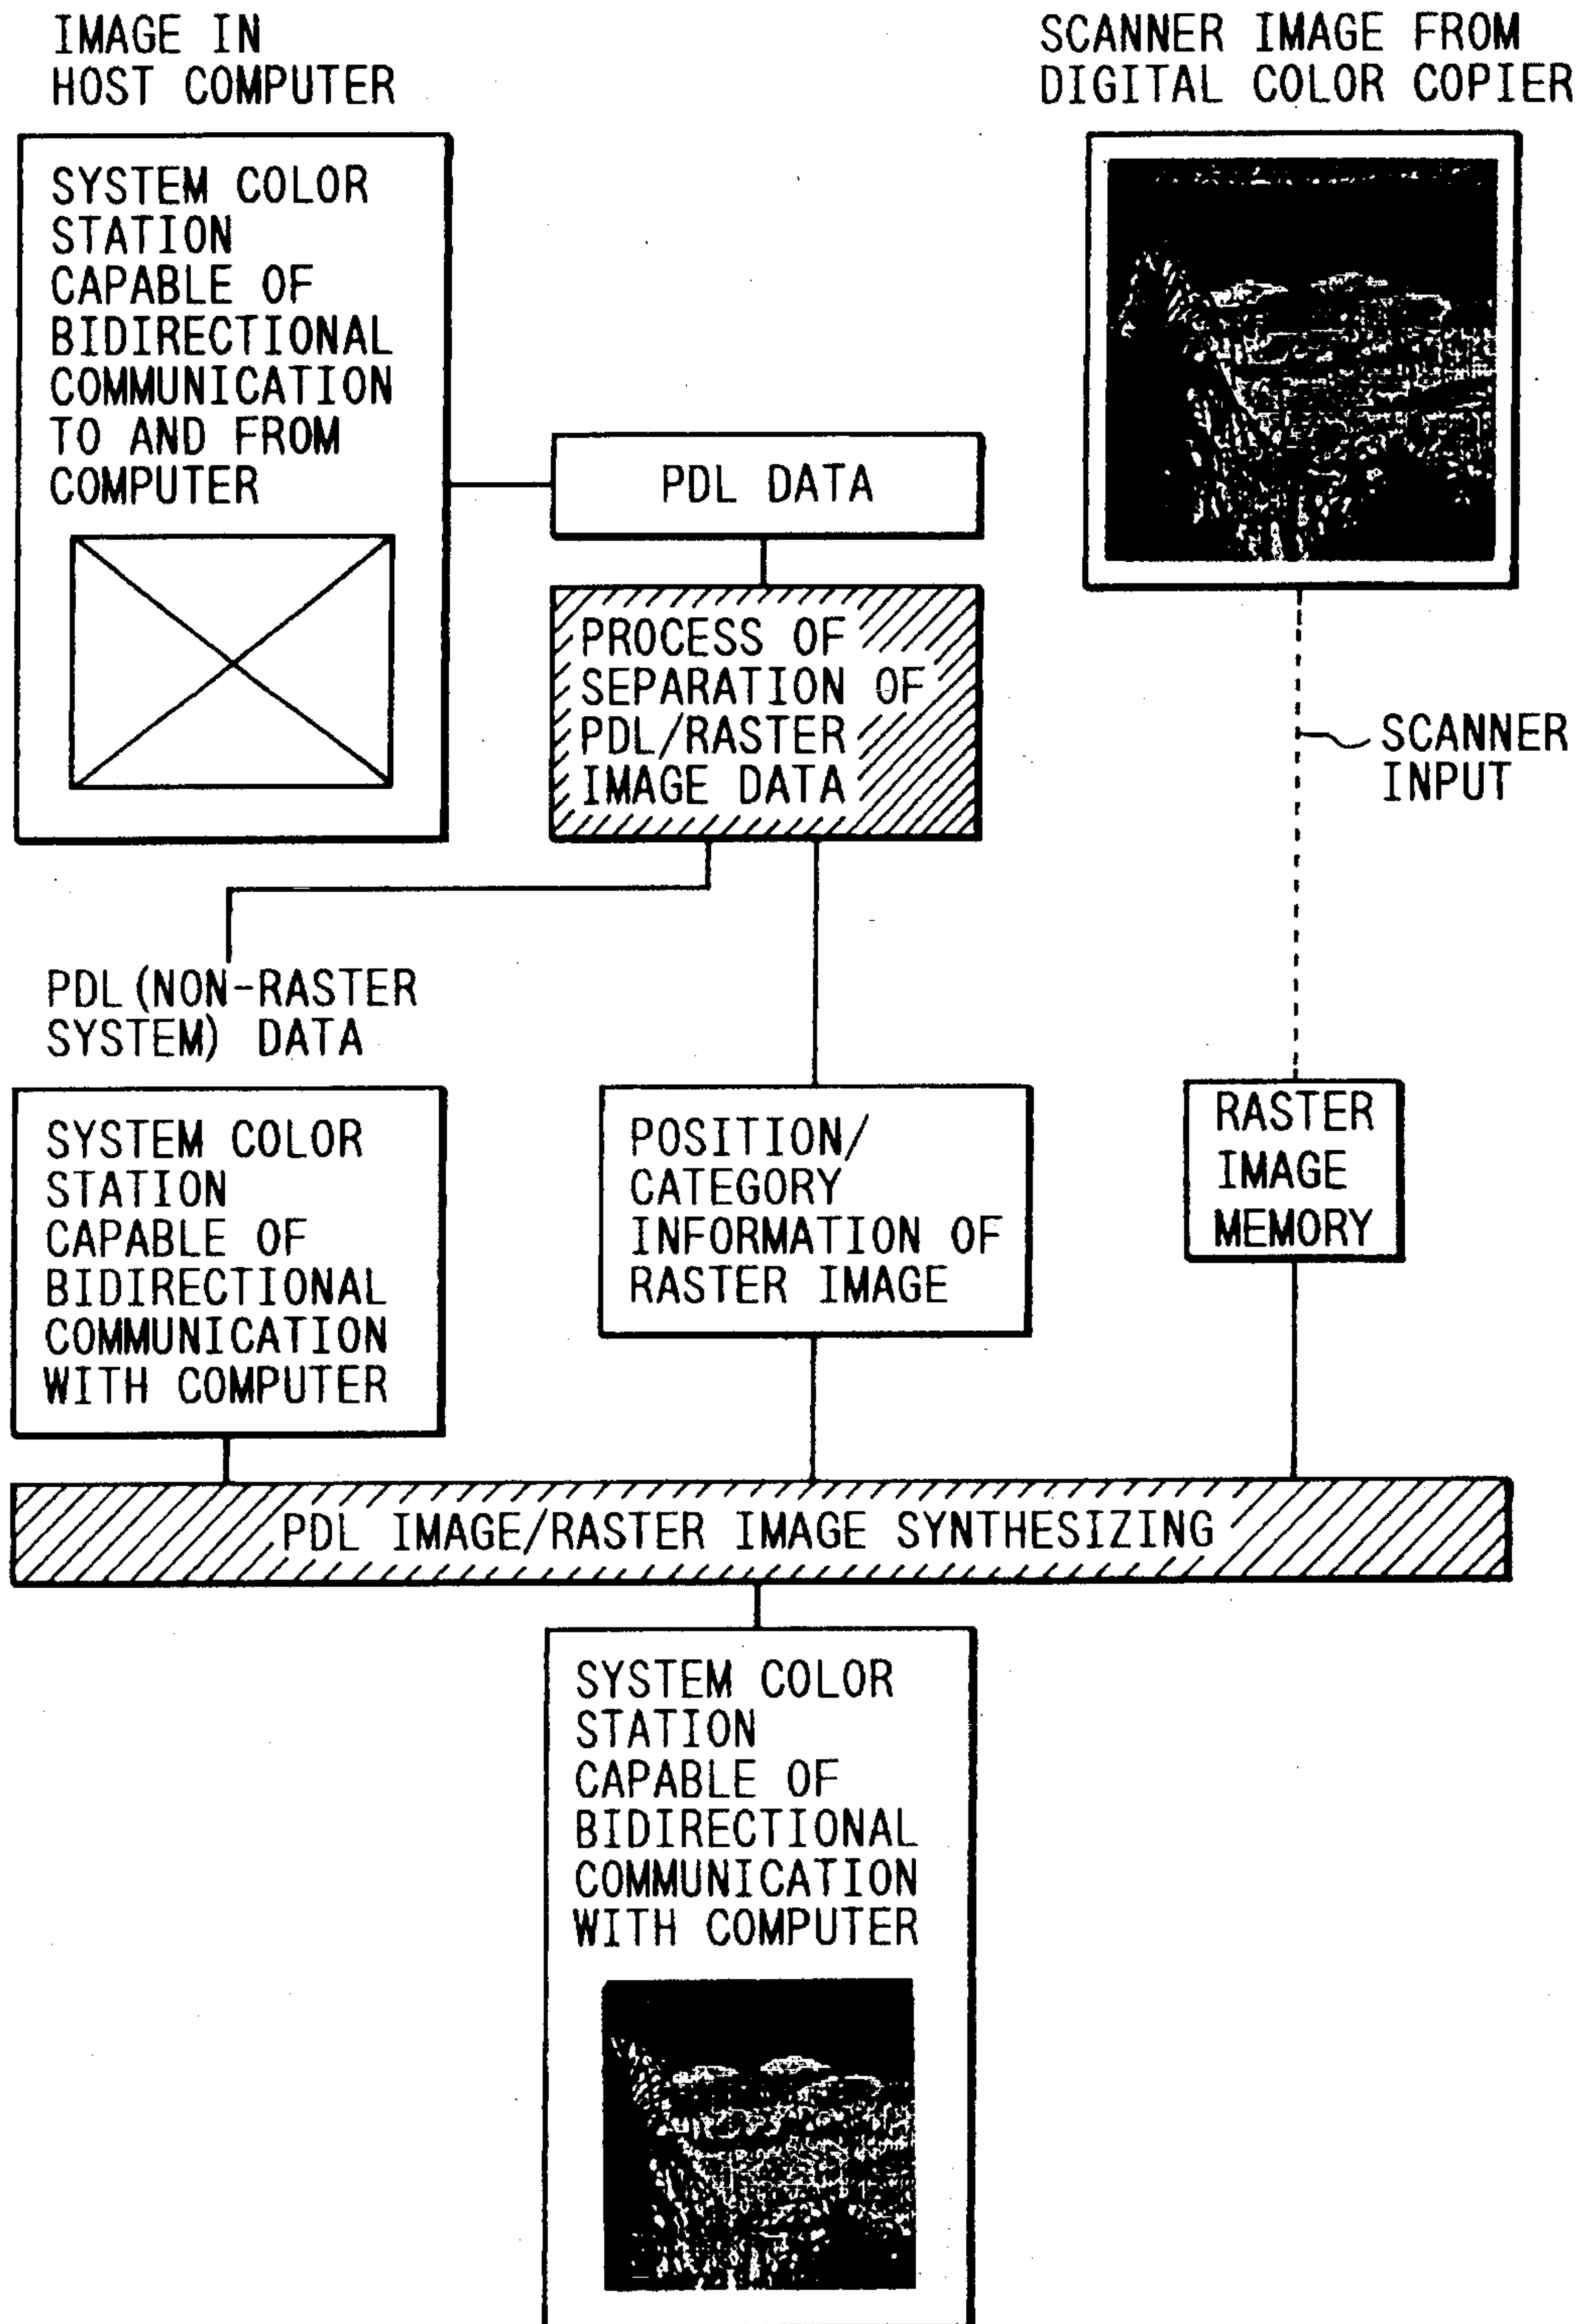 IMAGE IN
HOST COMPUTER
SCANNER IMAGE FROM
DIGITAL COLOR COPIER
SYSTEM COLOR
STATION
CAPABLE OF
BIDIRECTIONAL
COMMUNICATION
TO AND FROM
COMPUTER
PDL DATA
PROCESS OF
SEPARATION OF
PDL/RASTER
IMAGE DATA
SCANNER
INPUT
PDL (NON-RASTER
SYSTEM) DATA
SYSTEM COLOR
STATION
CAPABLE OF
BIDIRECTIONAL
COMMUNICATION
WITH COMPUTER
POSITION/
CATEGORY
INFORMATION OF
RASTER IMAGE
RASTER
IMAGE
MEMORY
PDL IMAGE/RASTER IMAGE SYNTHESIZING
SYSTEM COLOR
STATION
CAPABLE OF
BIDIRECTIONAL
COMMUNICATION
WITH COMPUTER